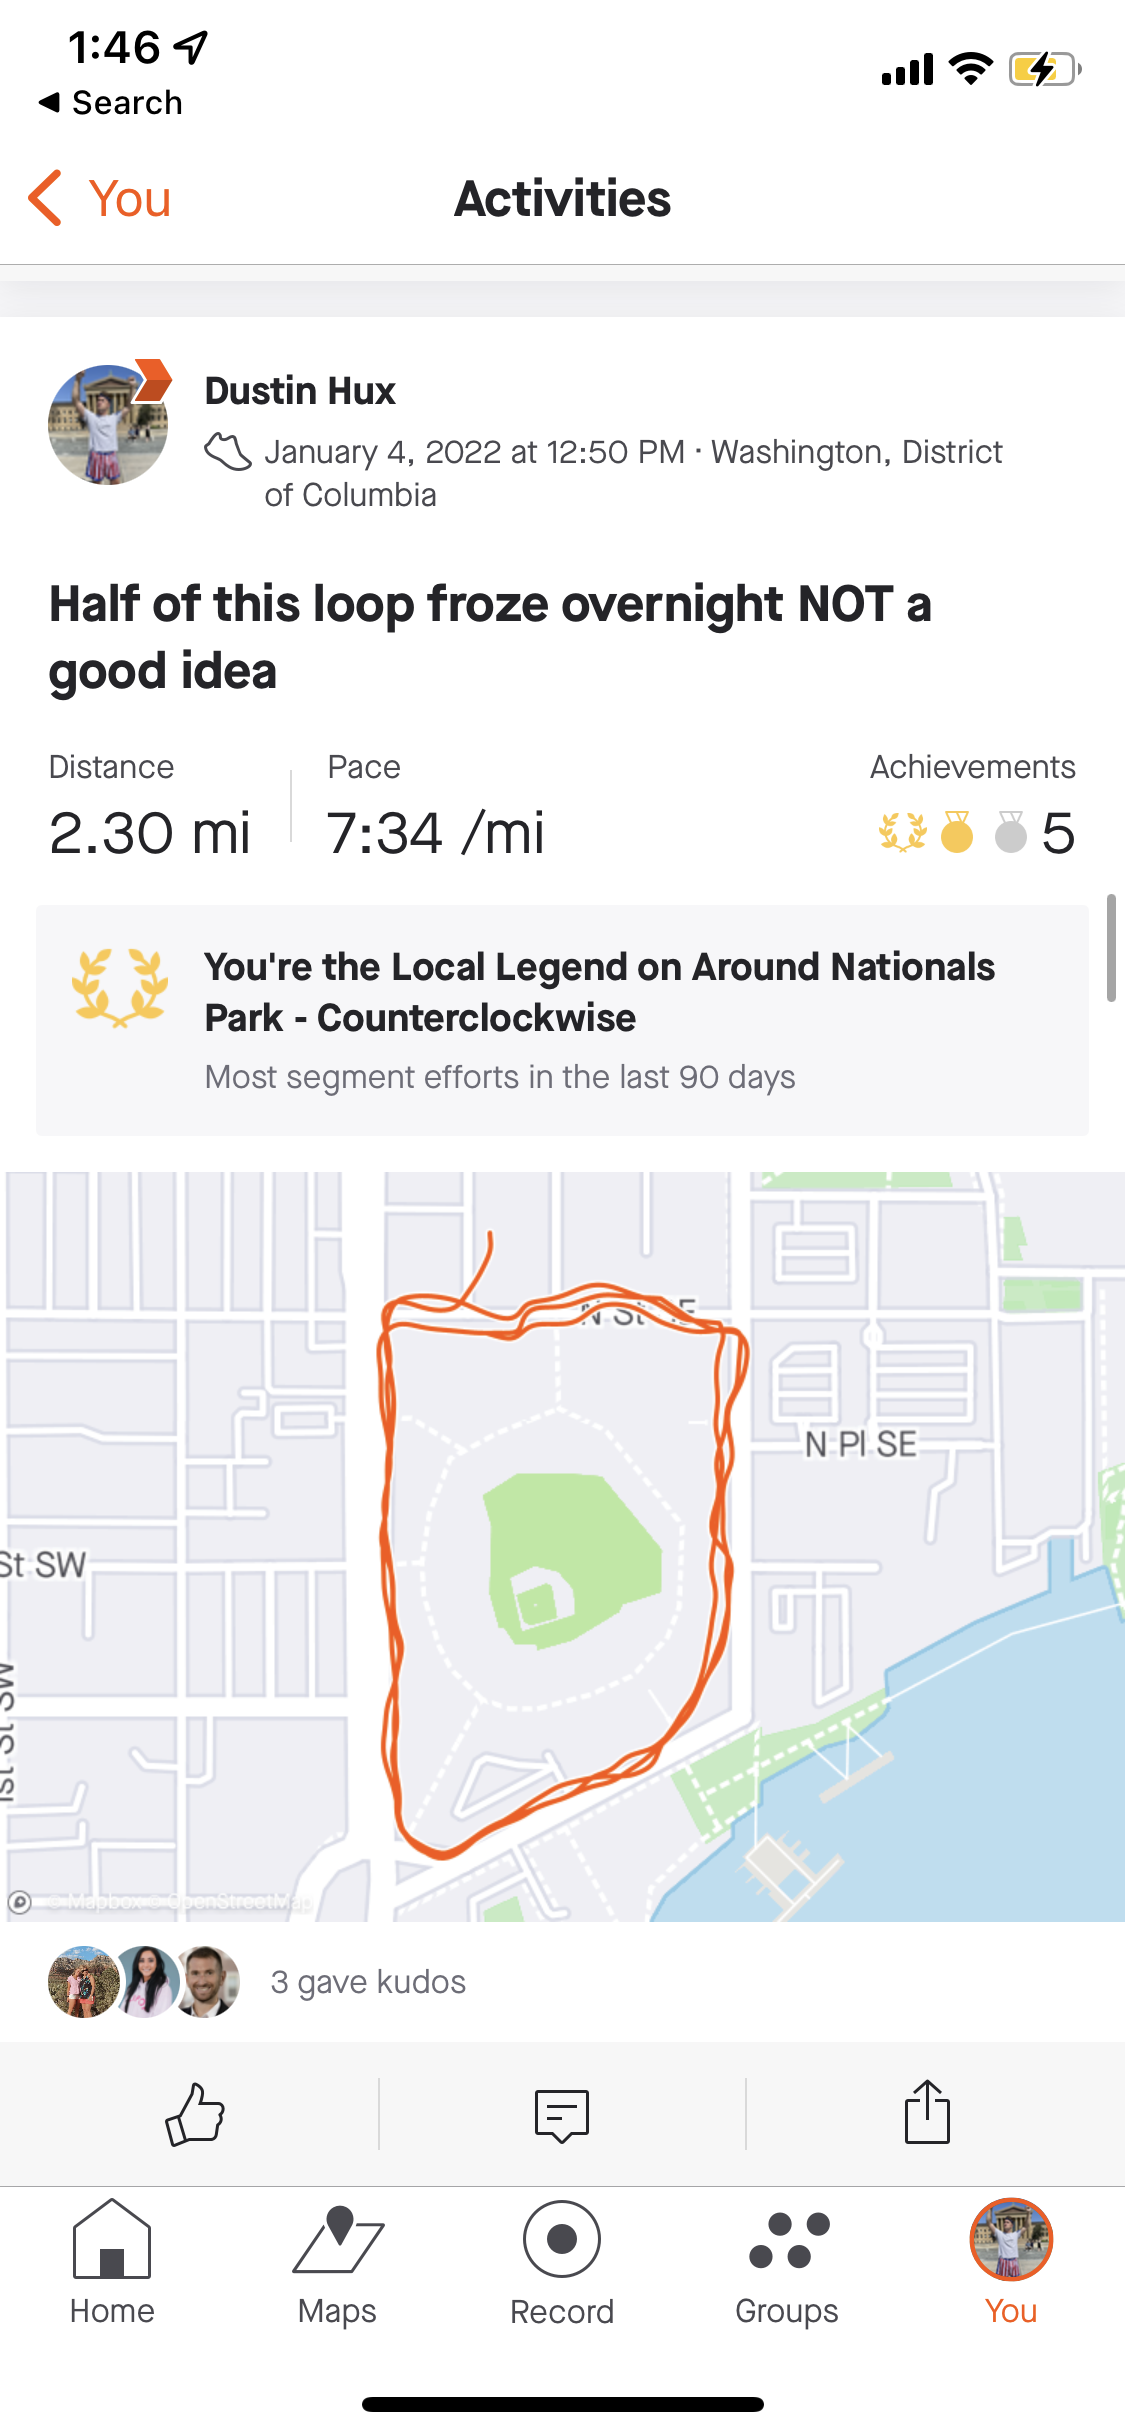 1:46
Search
You
Activities
Dustin Hux
January 4, 2022 at 12:50 PM · Washington, District
of Columbia
Half of this loop froze overnight NOT a
good idea
Distance
2.30 mi
Pace
7:34 /mi
Achievements
5
You're the Local Legend on Around Nationals
Park - Counterclockwise
Most segment efforts in the last 90 days
N St
N Pl SE
St SW
1st St SW
© Mapbox © OpenStreetMap
3 gave kudos
Home
Maps
Record
Groups
You